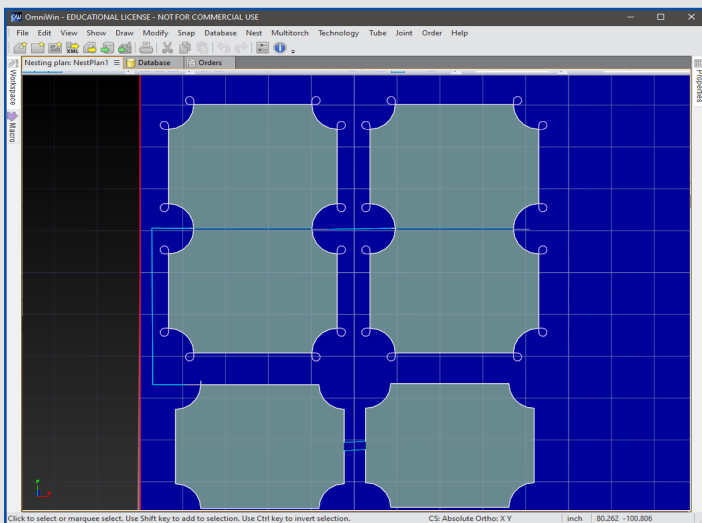 OmniWin - EDUCATIONAL LICENSE - NOT FOR COMMERCIAL USE
File Edit View Show Draw Modify Snap Database Nest Multitorch Technology Tube Joint Order Help
Nesting plan: NestPlan1 Database Orders
Workspace
Macro
Properties
Y
X
Click to select or marquee select. Use Shift key to add to selection. Use Ctrl key to invert selection. CS: Absolute Ortho: X Y inch 80.262 -100.806